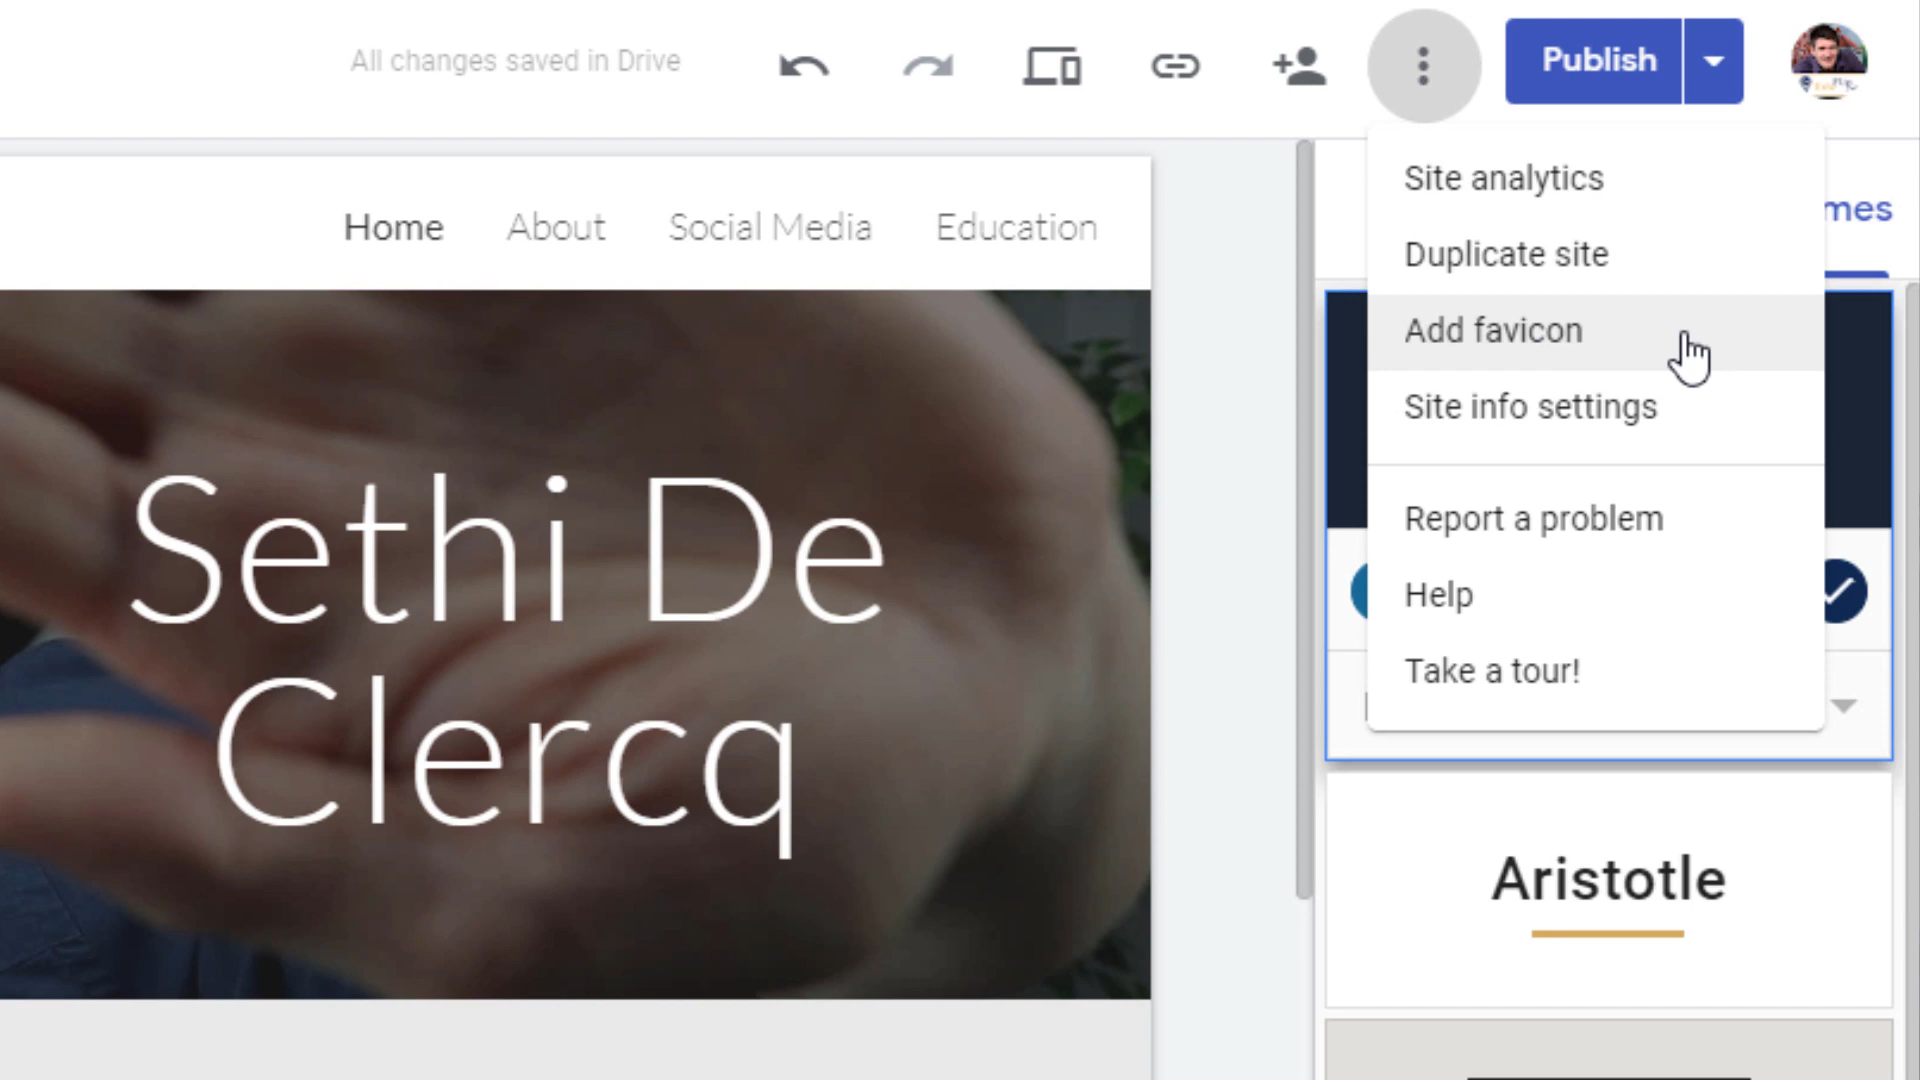 All changes saved in Drive
Publish
Home About Social Media Education
Sethi De
Clercq
Site analytics
Duplicate site
Add favicon
Site info settings
Report a problem
Help
Take a tour!
mes
Aristotle